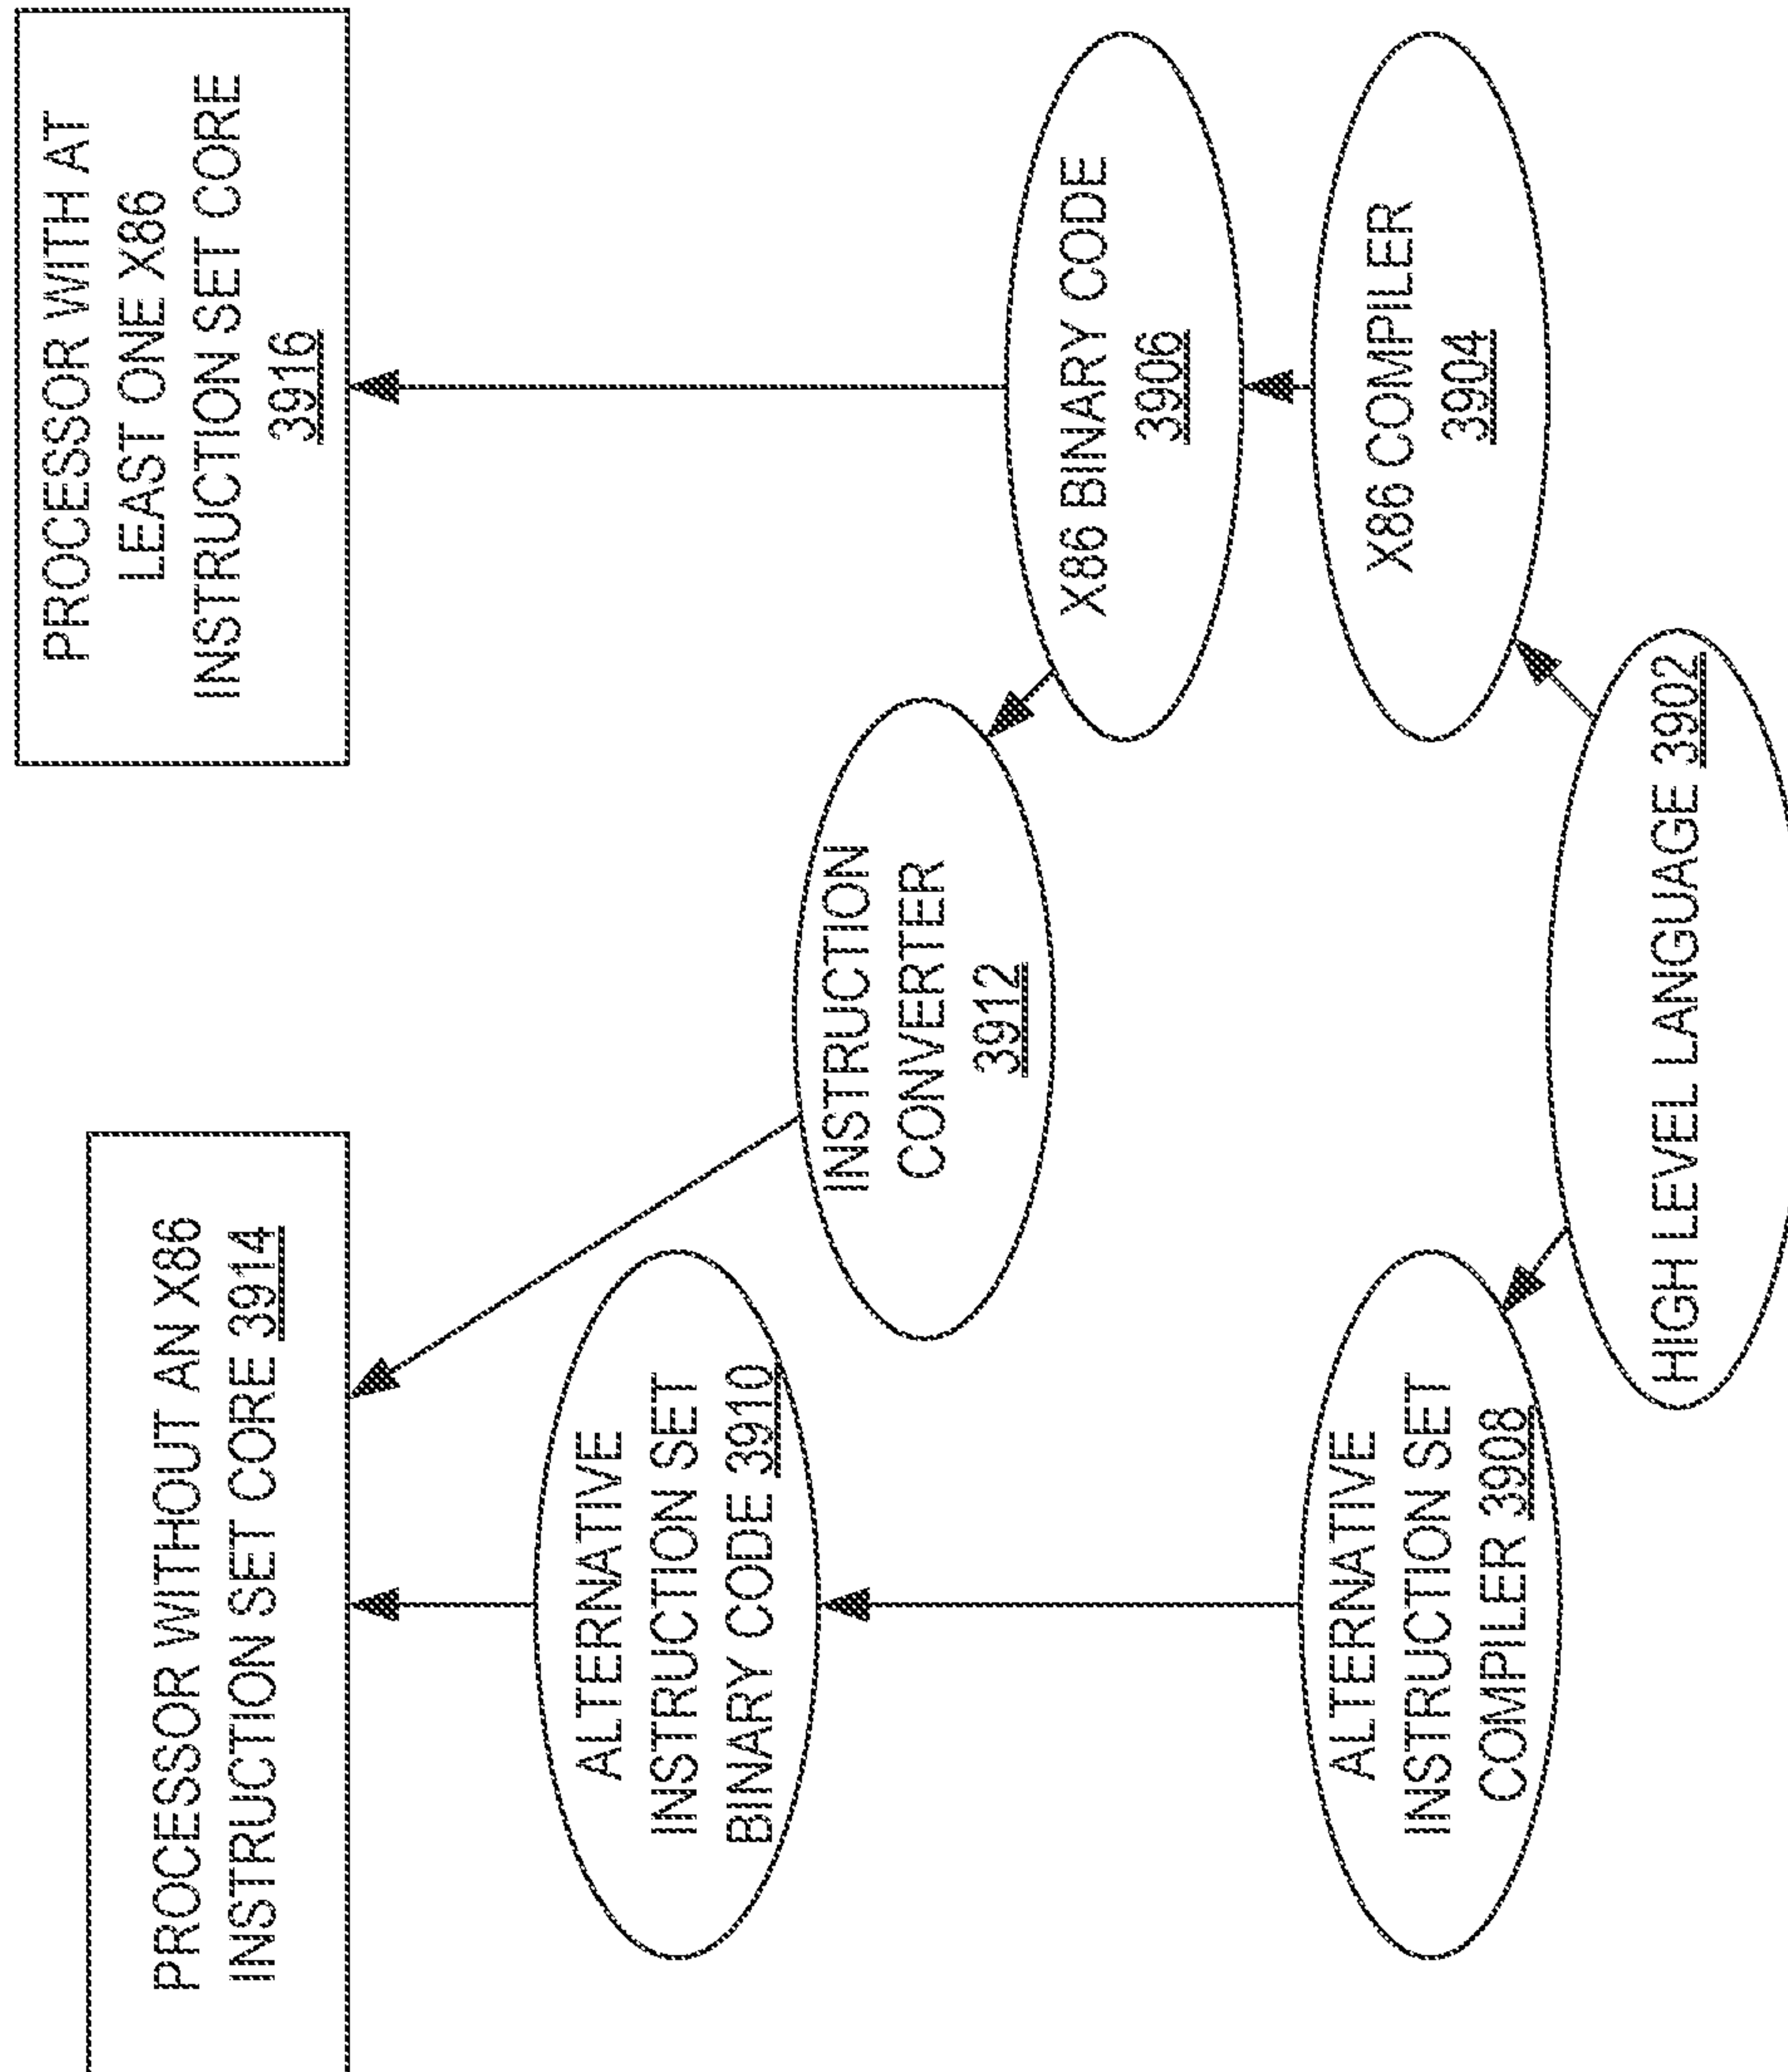 PROCESSOR WITHOUT AN X86
INSTRUCTION SET CORE 3914
PROCESSOR WITH AT
LEAST ONE X86
INSTRUCTION SET CORE
3916
ALTERNATIVE
INSTRUCTION SET
BINARY CODE 3910
INSTRUCTION
CONVERTER
3912
X86 BINARY CODE
3906
ALTERNATIVE
INSTRUCTION SET
COMPILER 3908
X86 COMPILER
3904
HIGH LEVEL LANGUAGE 3902